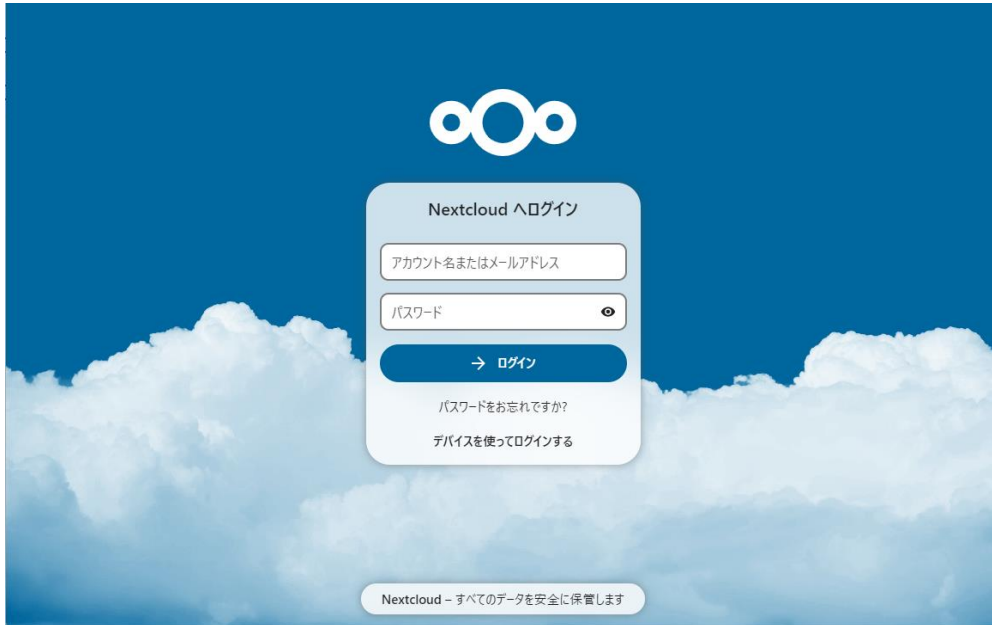 Nextcloud へログイン
アカウント名またはメールアドレス
パスワード
→ ログイン
パスワードをお忘れですか?
デバイスを使ってログインする
Nextcloud – すべてのデータを安全に保管します